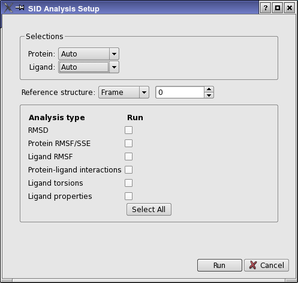 SID Analysis Setup
Selections
Protein: Auto
Ligand: Auto
Reference structure: Frame 0
Analysis type Run
RMSD
Protein RMSF/SSE
Ligand RMSF
Protein-ligand interactions
Ligand torsions
Ligand properties
Select All
Run Cancel